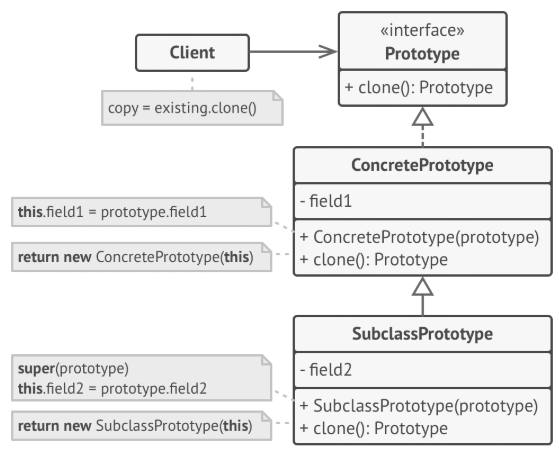 «interface»
Prototype
+ clone(): Prototype
Client
copy = existing.clone()
ConcretePrototype
- field1
+ ConcretePrototype(prototype)
+ clone(): Prototype
this.field1 = prototype.field1
return new ConcretePrototype(this)
SubclassPrototype
- field2
+ SubclassPrototype(prototype)
+ clone(): Prototype
super(prototype)
this.field2 = prototype.field2
return new SubclassPrototype(this)